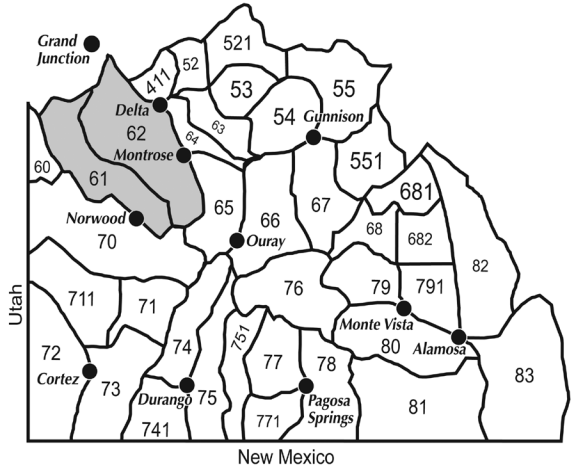 Grand
Junction
521
52
411
53
55
Delta
54
Gunnison
62
64
63
Montrose
551
60
61
681
Norwood
65
66
67
68
682
70
Ouray
82
711
71
76
79
791
Utah
Monte Vista
72
74
751
77
78
80
Alamosa
Cortez
73
83
Durango
75
Pagosa
Springs
81
741
771
New Mexico